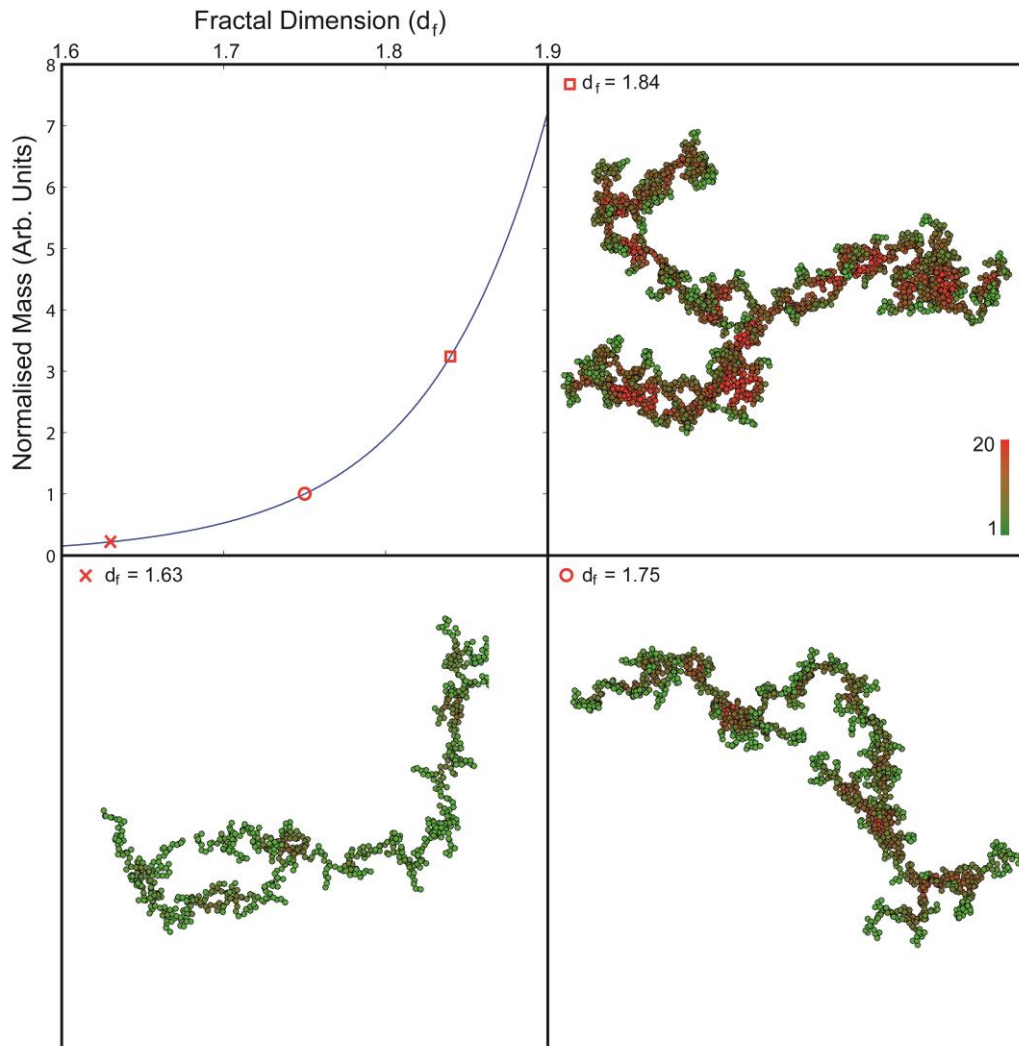 Fractal Dimension (d_f)
1.6 1.7 1.8 1.9
Normalised Mass (Arb. Units)
8
7
6
5
4
3
2
1
0
d_f = 1.84
20
1
d_f = 1.63
d_f = 1.75